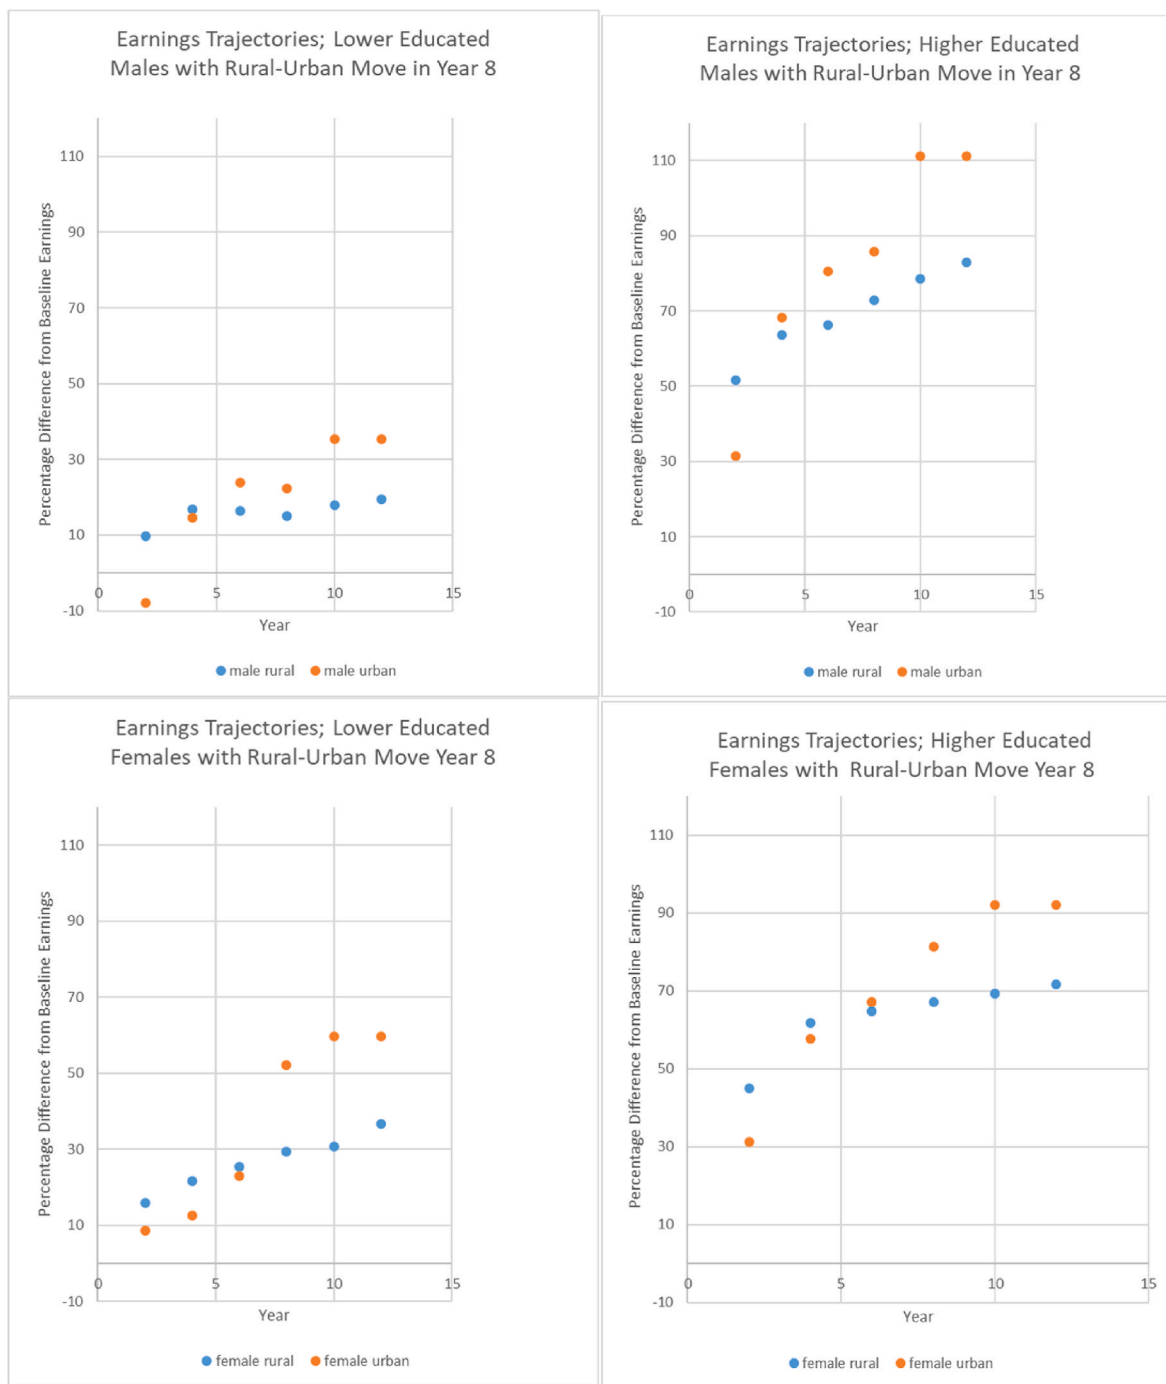 Earnings Trajectories; Lower Educated
Males with Rural-Urban Move in Year 8
Percentage Difference from Baseline Earnings
110
90
70
50
30
10
-10
0
5
10
15
Year
male rural
male urban
Earnings Trajectories; Higher Educated
Males with Rural-Urban Move in Year 8
Percentage Difference from Baseline Earnings
110
90
70
50
30
10
-10
0
5
10
15
Year
male rural
male urban
Earnings Trajectories; Lower Educated
Females with Rural-Urban Move Year 8
Percentage Difference from Baseline Earnings
110
90
70
50
30
10
-10
0
5
10
15
Year
female rural
female urban
Earnings Trajectories; Higher Educated
Females with  Rural-Urban Move Year 8
Percentage Difference from Baseline Earnings
110
90
70
50
30
10
-10
0
5
10
15
Year
female rural
female urban